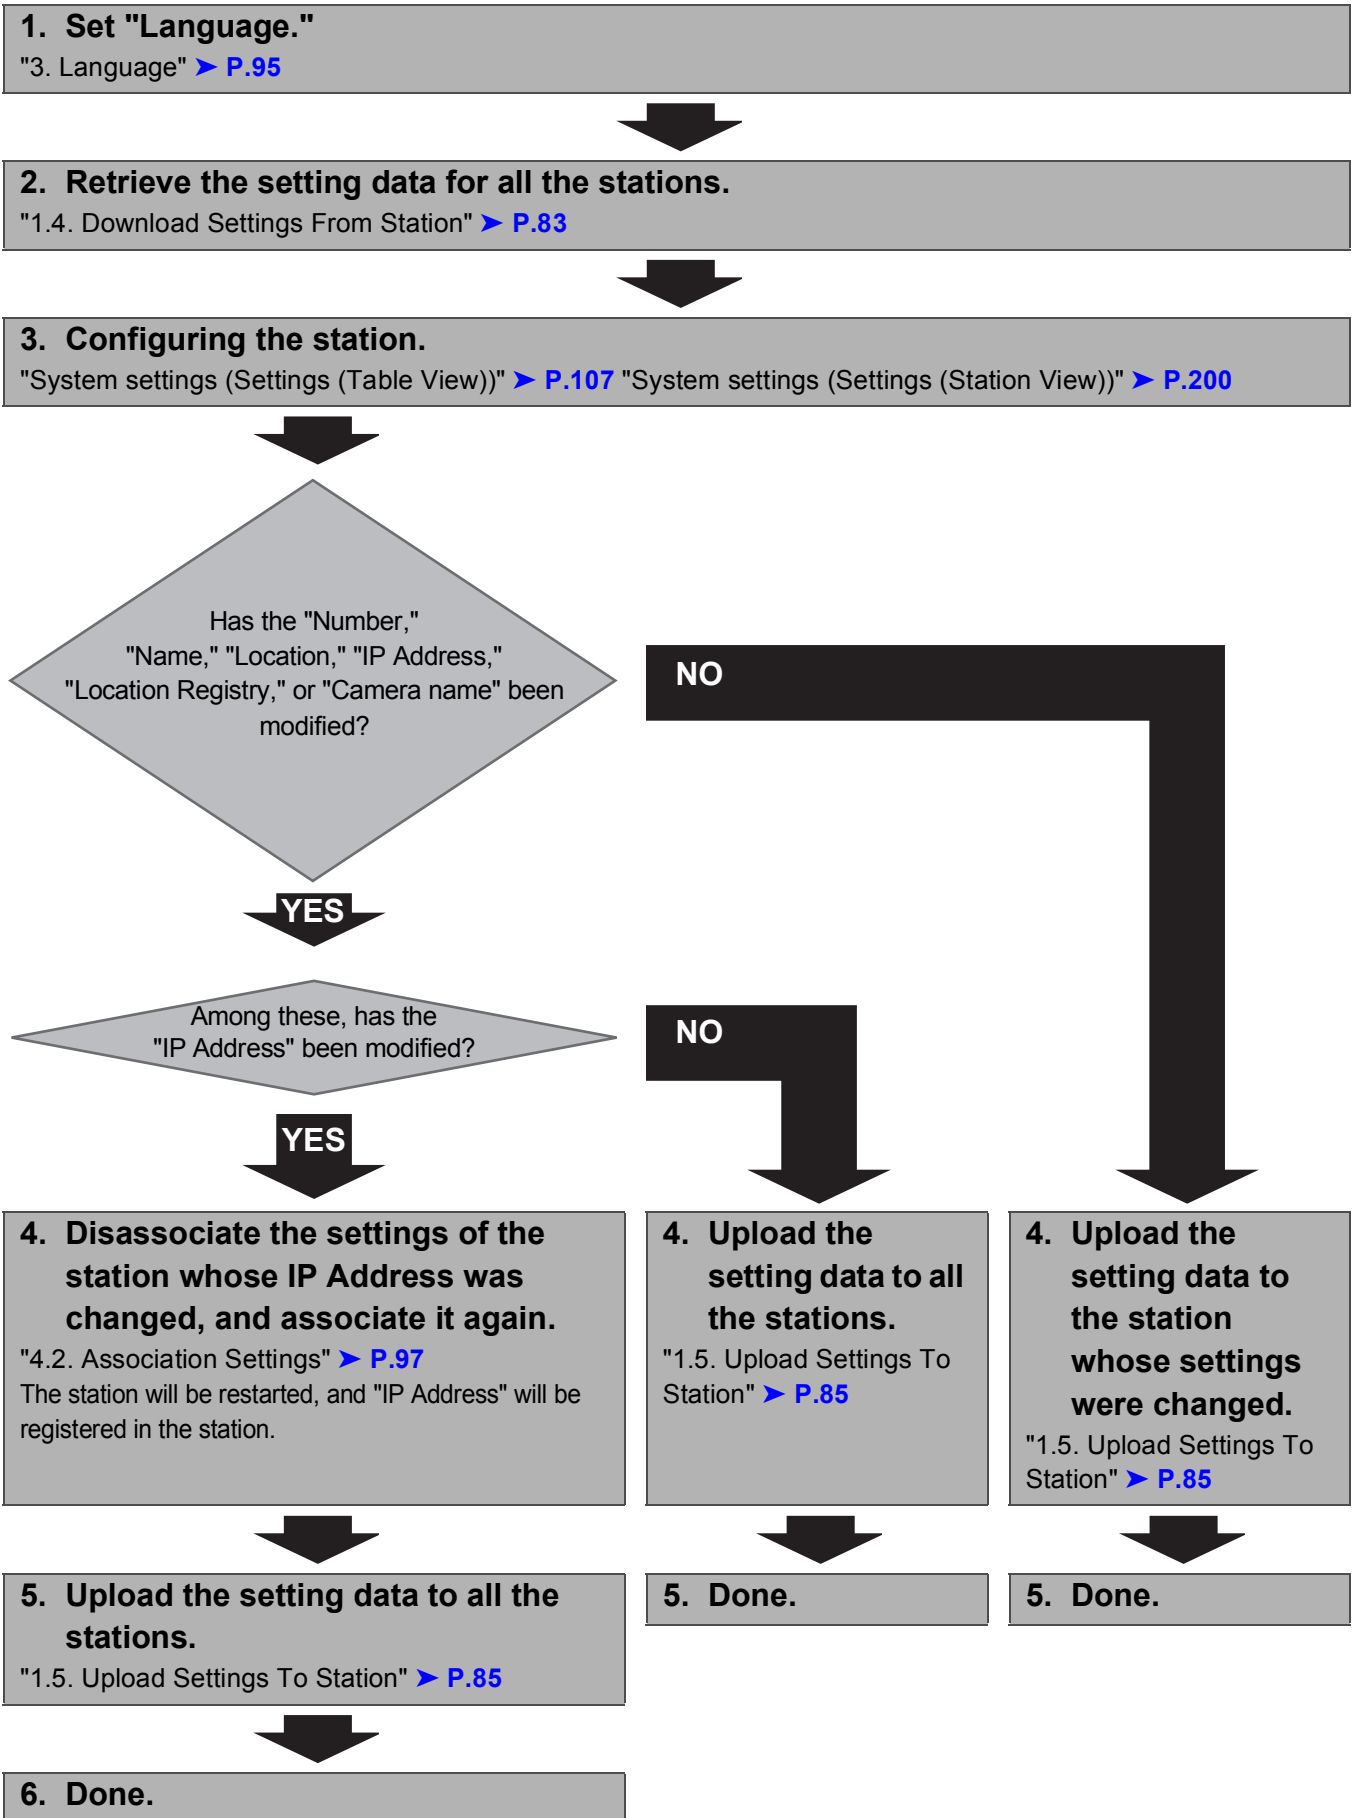 1. Set "Language."
"3. Language" ➤ P.95
2. Retrieve the setting data for all the stations.
"1.4. Download Settings From Station" ➤ P.83
3. Configuring the station.
"System settings (Settings (Table View))" ➤ P.107 "System settings (Settings (Station View))" ➤ P.200
Has the "Number,"
"Name," "Location," "IP Address,"
"Location Registry," or "Camera name" been
modified?
NO
YES
Among these, has the
"IP Address" been modified?
NO
YES
4. Disassociate the settings of the
station whose IP Address was
changed, and associate it again.
"4.2. Association Settings" ➤ P.97
The station will be restarted, and "IP Address" will be
registered in the station.
4. Upload the
setting data to all
the stations.
"1.5. Upload Settings To
Station" ➤ P.85
4. Upload the
setting data to
the station
whose settings
were changed.
"1.5. Upload Settings To
Station" ➤ P.85
5. Upload the setting data to all the
stations.
"1.5. Upload Settings To Station" ➤ P.85
5. Done.
5. Done.
6. Done.